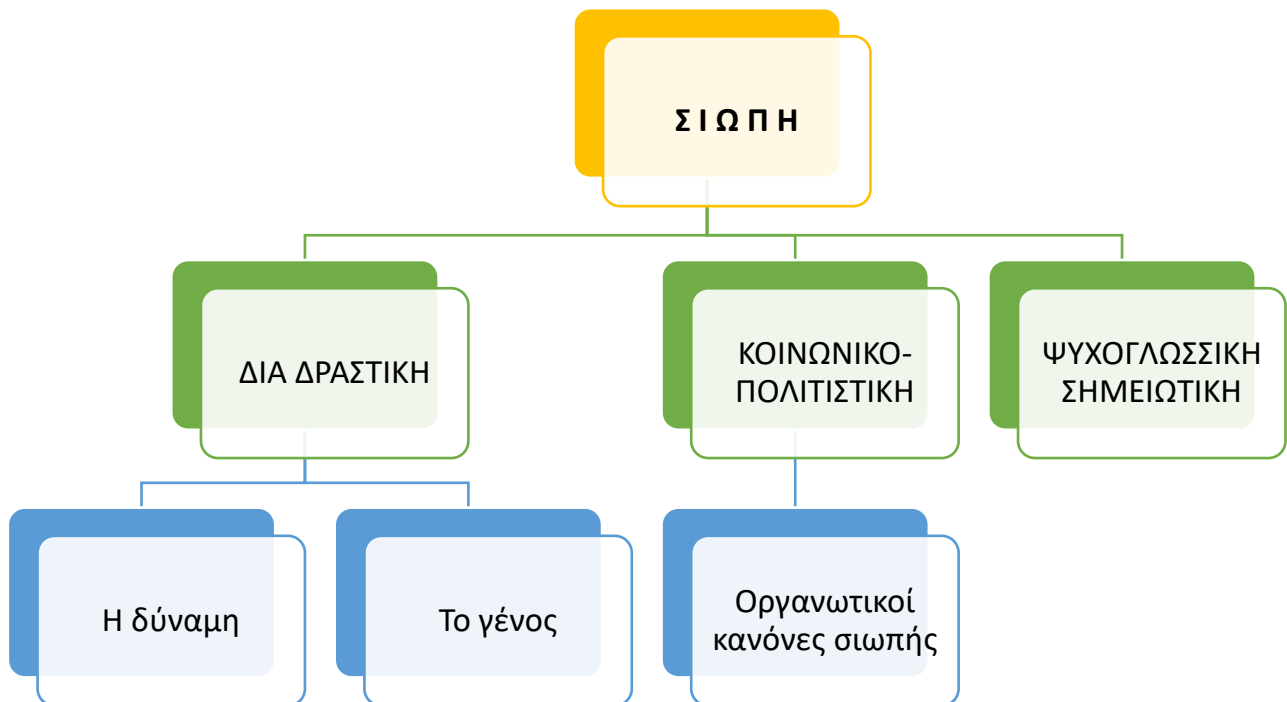 Σ Ι Ω Π Η
ΔΙΑ ΔΡΑΣΤΙΚΗ
ΚΟΙΝΩΝΙΚΟ-
ΠΟΛΙΤΙΣΤΙΚΗ
ΨΥΧΟΓΛΩΣΣΙΚΗ
ΣΗΜΕΙΩΤΙΚΗ
Η δύναμη
Το γένος
Οργανωτικοί
κανόνες σιωπής